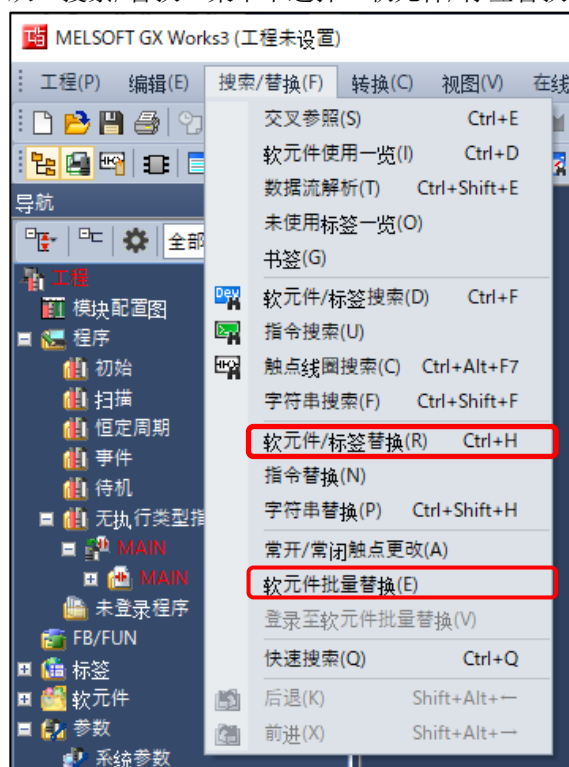 MELSOFT GX Works3 (工程未设置)
工程(P) 编辑(E) 搜索/替换(F) 转换(C) 视图(V) 在线
交叉参照(S) Ctrl+E
软元件使用一览(I) Ctrl+D
数据流解析(T) Ctrl+Shift+E
未使用标签一览(O)
书签(G)
软元件/标签搜索(D) Ctrl+F
指令搜索(U)
触点线圈搜索(C) Ctrl+Alt+F7
字符串搜索(F) Ctrl+Shift+F
软元件/标签替换(R) Ctrl+H
指令替换(N)
字符串替换(P) Ctrl+Shift+H
常开/常闭触点更改(A)
软元件批量替换(E)
登录至软元件批量替换(V)
快速搜索(Q) Ctrl+Q
后退(K) Shift+Alt+←
前进(X) Shift+Alt+→
导航
全部
工程
模块配置图
程序
初始
扫描
恒定周期
事件
待机
无执行类型指
MAIN
MAIN
未登录程序
FB/FUN
标签
软元件
参数
系统参数